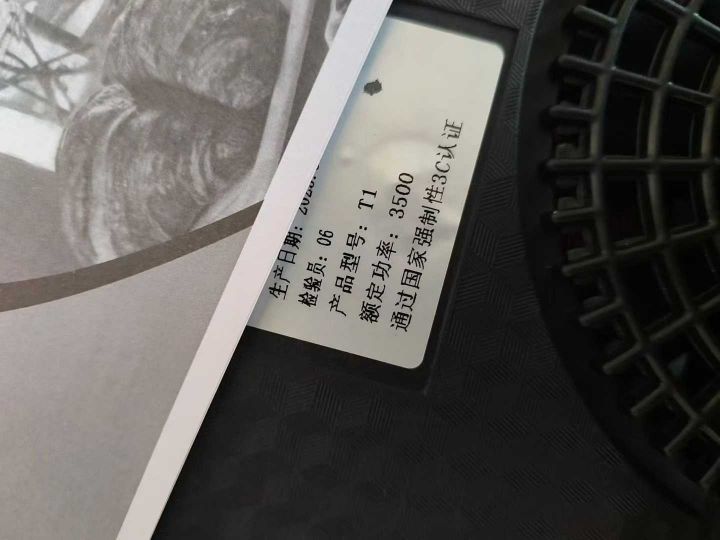 生产日期:
检验员: 06
产品型号: T1
额定功率: 3500
通过国家强制性3C认证